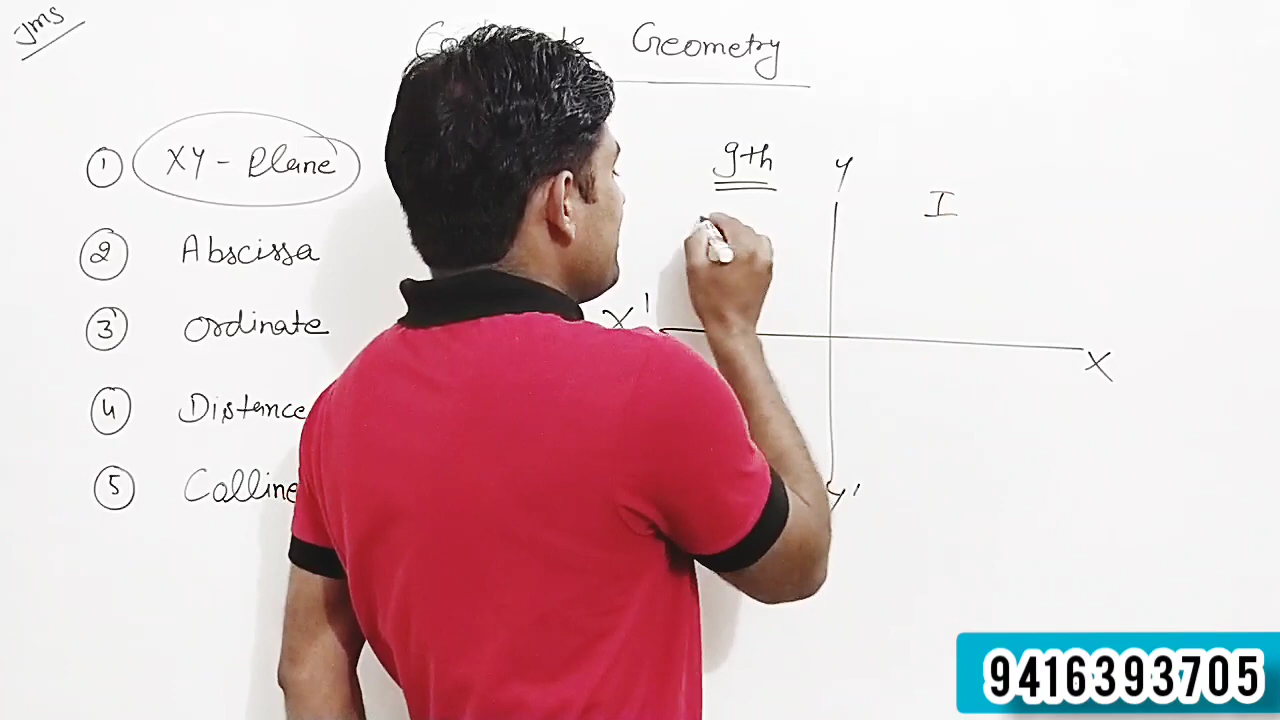 Jms
Geometry
① XY - Plane
② Abscissa
③ Ordinate
④ Distance
⑤ Colline
9th
Y
I
X'
X
Y'
9416393705